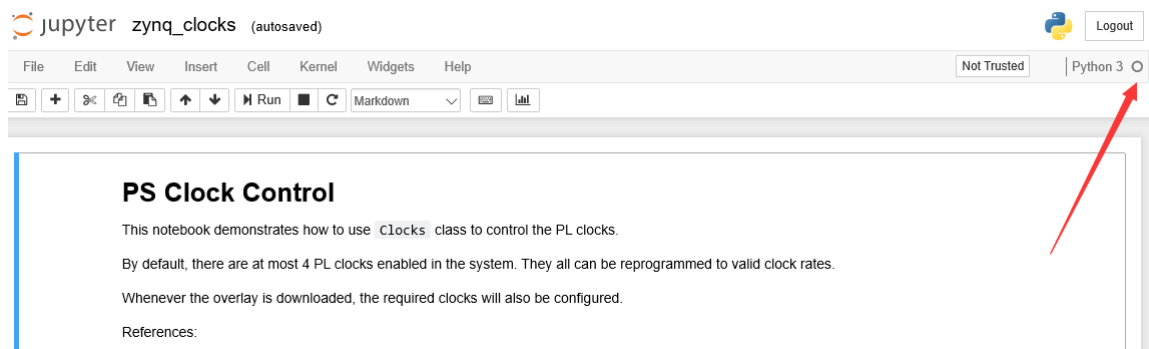 jupyter zynq_clocks (autosaved) Logout
File Edit View Insert Cell Kernel Widgets Help Not Trusted Python 3
Run Markdown
PS Clock Control
This notebook demonstrates how to use Clocks class to control the PL clocks.
By default, there are at most 4 PL clocks enabled in the system. They all can be reprogrammed to valid clock rates.
Whenever the overlay is downloaded, the required clocks will also be configured.
References: